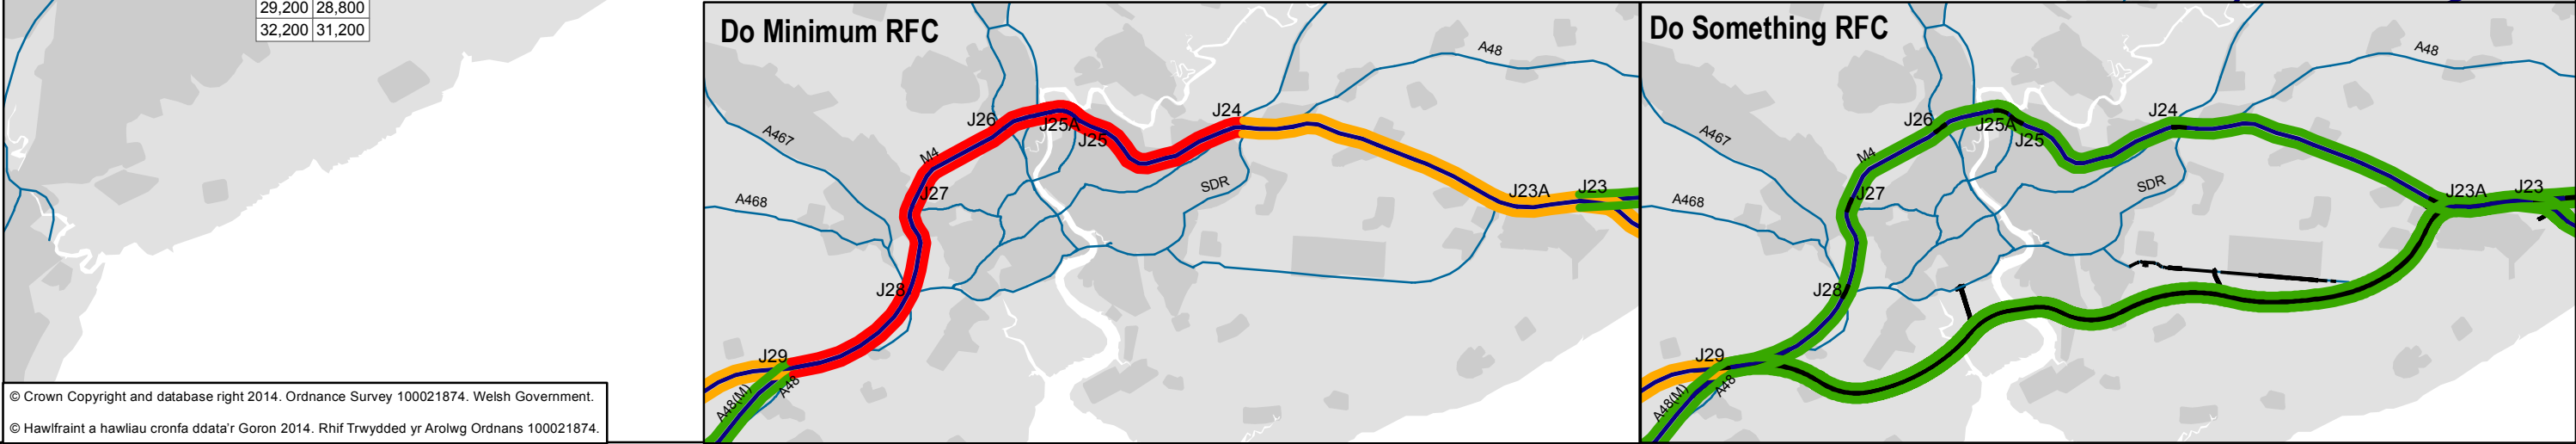 29,200 28,800
32,200 31,200
© Crown Copyright and database right 2014. Ordnance Survey 100021874. Welsh Government.
© Hawlfraint a hawliau cronfa ddata'r Goron 2014. Rhif Trwydded yr Arolwg Ordnans 100021874.
Do Minimum RFC
A48
J24
J26
J25A
J25
A467
M4
J27
SDR
J23A
J23
A468
J28
J29
A48(M)
A48
Do Something RFC
A48
J24
J26
J25A
J25
A467
M4
J27
SDR
J23A
J23
A468
J28
J29
A48(M)
A48